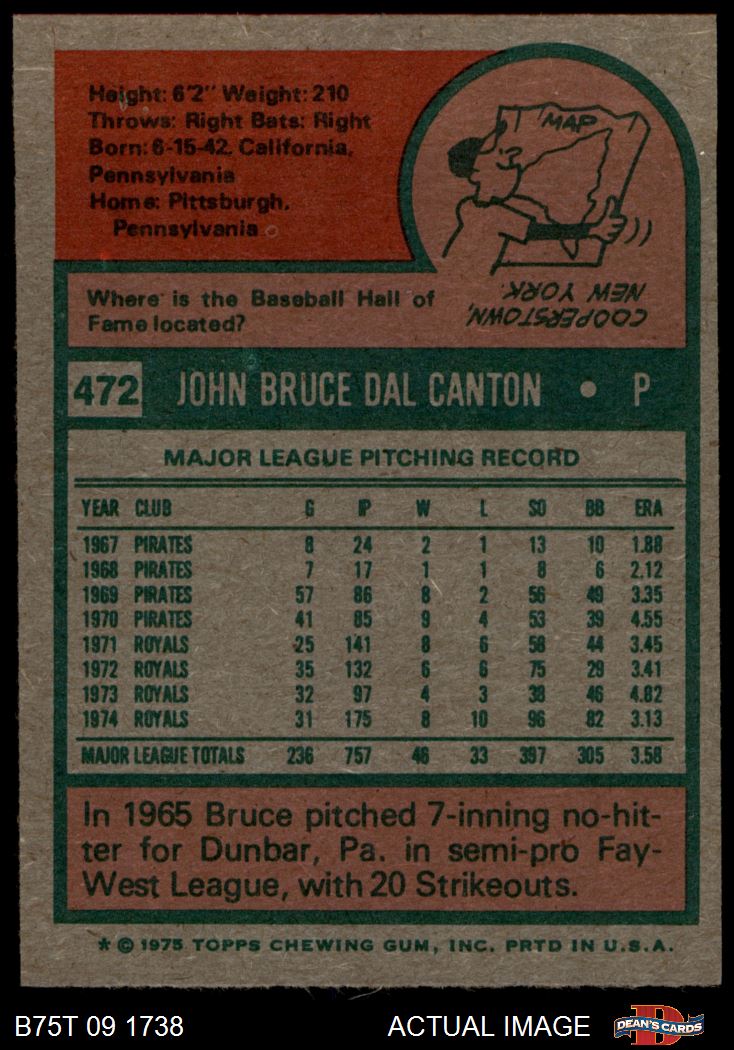 Height: 6'2" Weight: 210
Throws: Right Bats: Right
Born: 6-15-42, California,
Pennsylvania
Home: Pittsburgh,
Pennsylvania
MAP
Where is the Baseball Hall of
Fame located?
COOPERSTOWN,
NEW YORK.
472 JOHN BRUCE DAL CANTON • P
MAJOR LEAGUE PITCHING RECORD
YEAR CLUB G IP W L SO BB ERA
1967 PIRATES 8 24 2 1 13 10 1.88
1968 PIRATES 7 17 1 1 8 6 2.12
1969 PIRATES 57 86 8 2 56 49 3.35
1970 PIRATES 41 85 9 4 53 39 4.55
1971 ROYALS 25 141 8 6 58 44 3.45
1972 ROYALS 35 132 6 6 75 29 3.41
1973 ROYALS 32 97 4 3 38 46 4.82
1974 ROYALS 31 175 8 10 96 82 3.13
MAJOR LEAGUE TOTALS 236 757 46 33 397 305 3.58
In 1965 Bruce pitched 7-inning no-hit-
ter for Dunbar, Pa. in semi-pro Fay-
West League, with 20 Strikeouts.
* © 1975 TOPPS CHEWING GUM, INC. PRTD IN U.S.A.
B75T 09 1738 ACTUAL IMAGE D DEAN'S CARDS